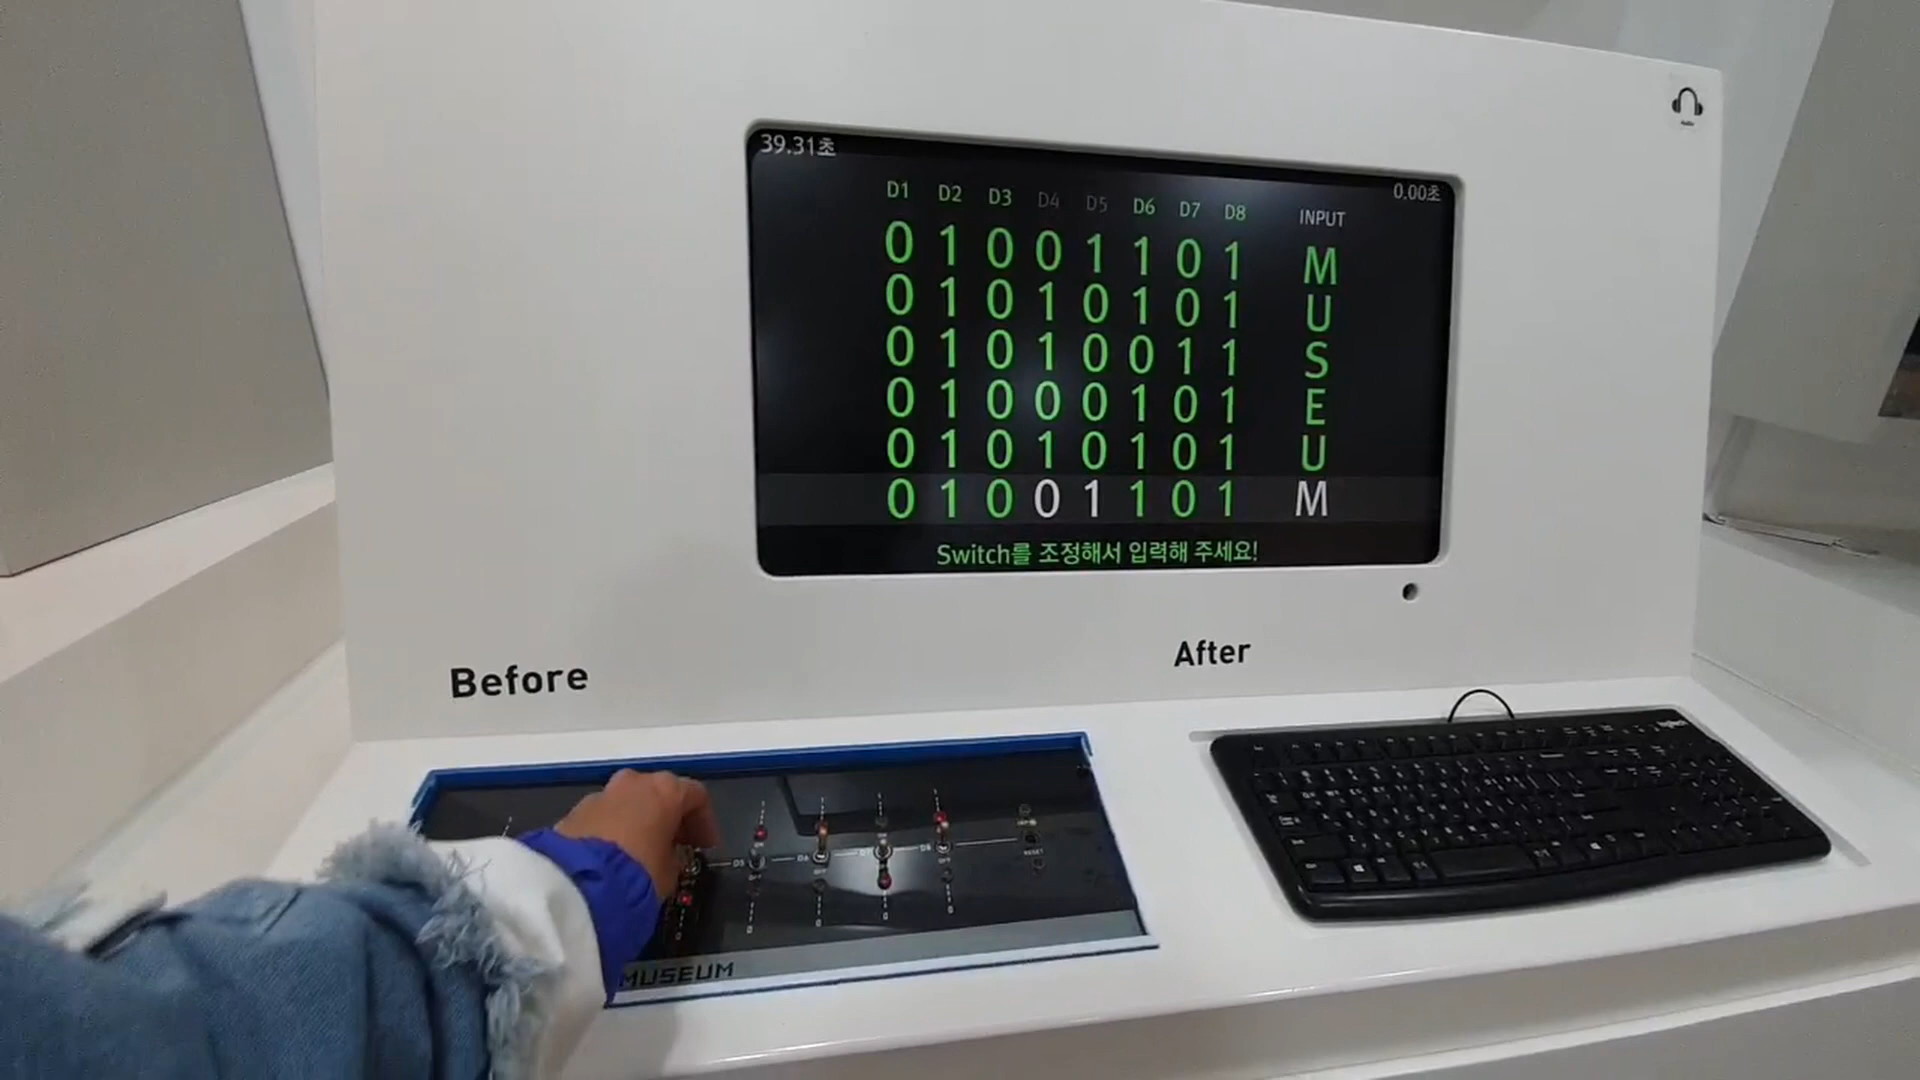 39.31초
0.00초
D1 D2 D3 D4 D5 D6 D7 D8 INPUT
0 1 0 0 1 1 0 1 M
0 1 0 1 0 1 0 1 U
0 1 0 1 0 0 1 1 S
0 1 0 0 0 1 0 1 E
0 1 0 1 0 1 0 1 U
0 1 0 0 1 1 0 1 M
Switch를 조정해서 입력해 주세요!
Before
After
D5 D6 D8
RESET
MUSEUM